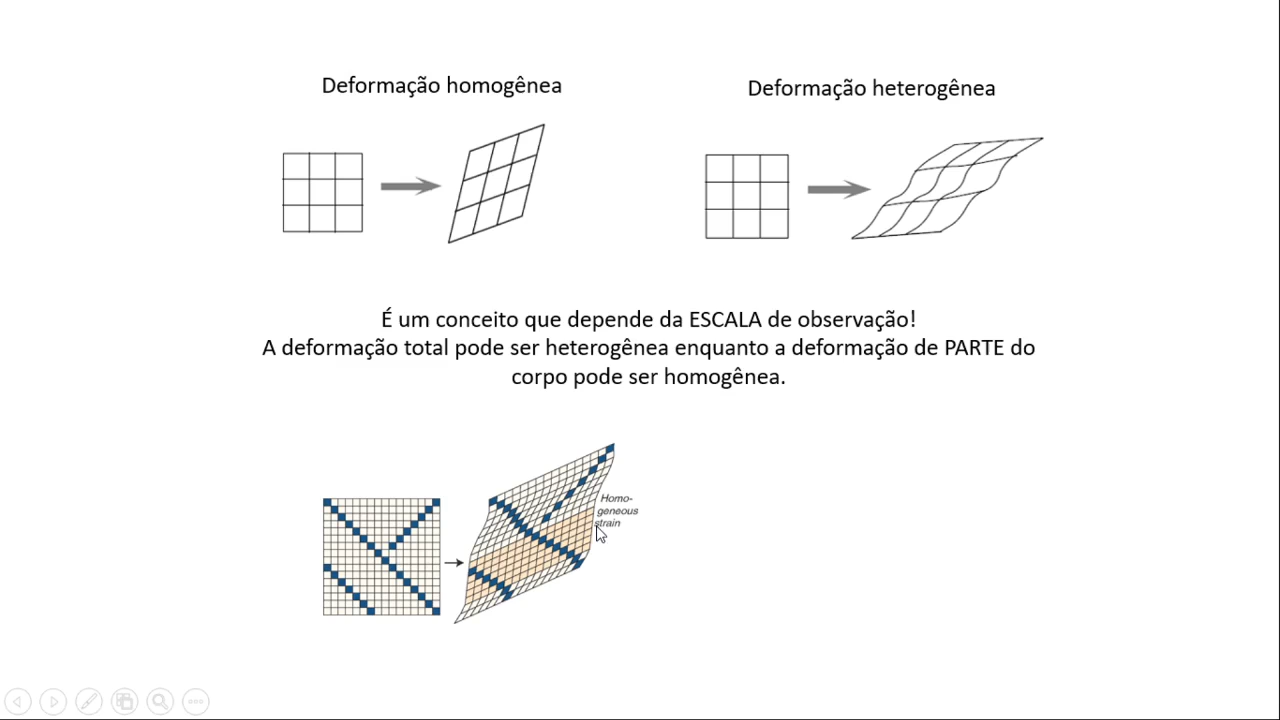 Deformação homogênea
Deformação heterogênea
É um conceito que depende da ESCALA de observação!
A deformação total pode ser heterogênea enquanto a deformação de PARTE do
corpo pode ser homogênea.
Homo-
geneous
strain